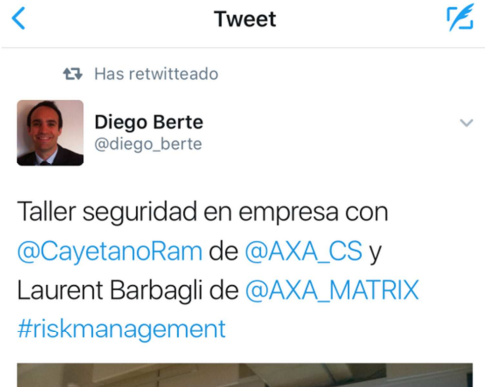 Tweet
Has retwitteado
Diego Berte
@diego_berte
Taller seguridad en empresa con
@CayetanoRam de @AXA_CS y
Laurent Barbagli de @AXA_MATRIX
#riskmanagement